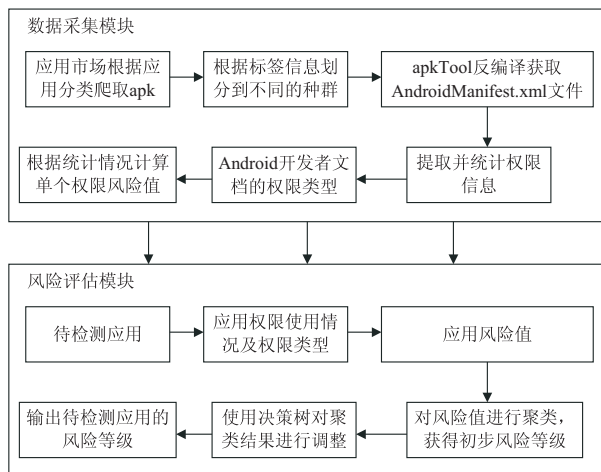 数据采集模块
应用市场根据应
用分类爬取apk
根据标签信息划
分到不同的种群
apkTool反编译获取
AndroidManifest.xml文件
根据统计情况计算
单个权限风险值
Android开发者文
档的权限类型
提取并统计权限
信息
风险评估模块
待检测应用
应用权限使用情
况及权限类型
应用风险值
输出待检测应用的
风险等级
使用决策树对聚
类结果进行调整
对风险值进行聚类，
获得初步风险等级